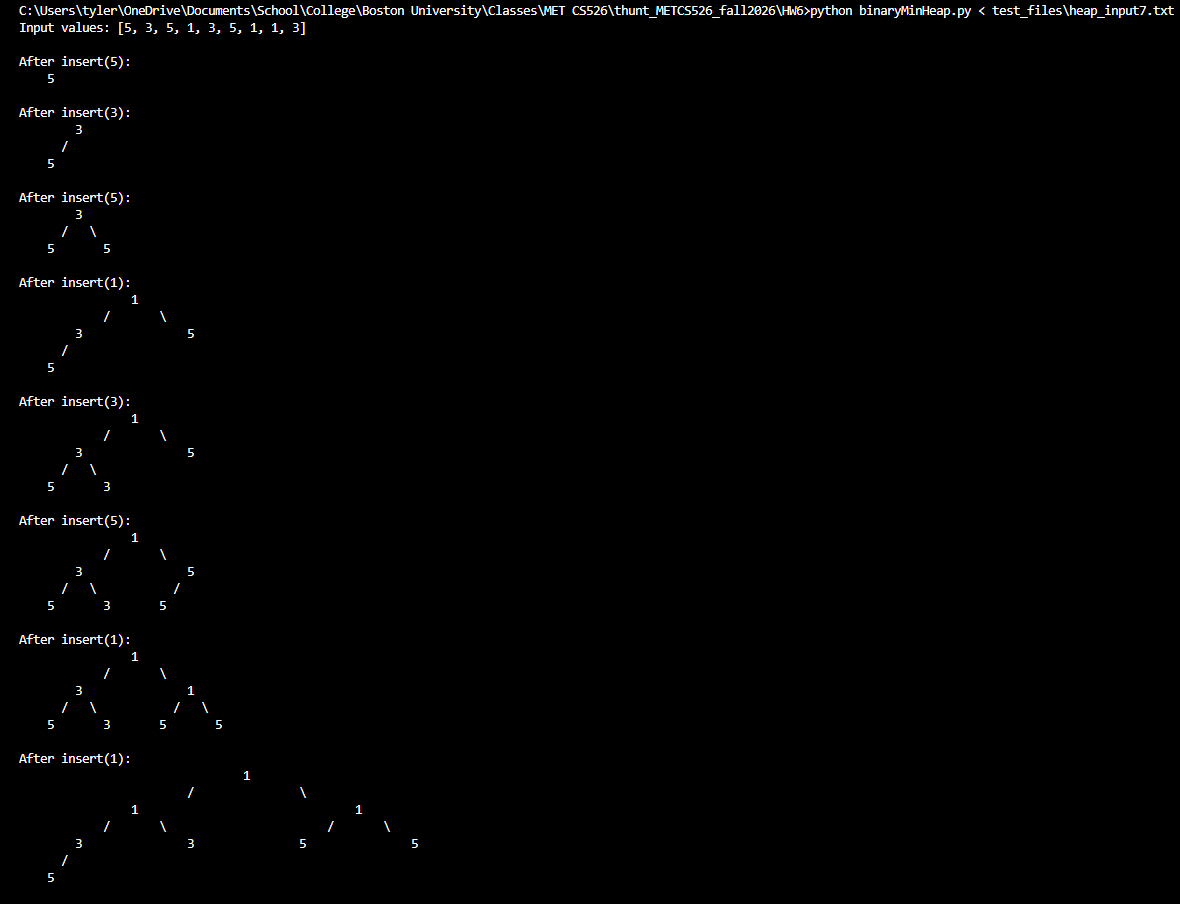 C:\Users\tyler\OneDrive\Documents\School\College\Boston University\Classes\MET CS526\thunt_METCS526_fall2026\HW6>python binaryMinHeap.py < test_files\heap_input7.txt
Input values: [5, 3, 5, 1, 3, 5, 1, 1, 3]

After insert(5):
    5

After insert(3):
        3
      /
    5

After insert(5):
        3
      /   \
    5       5

After insert(1):
                1
            /       \
        3               5
      /
    5

After insert(3):
                1
            /       \
        3               5
      /   \
    5       3

After insert(5):
                1
            /       \
        3               5
      /   \           /
    5       3       5

After insert(1):
                1
            /       \
        3               1
      /   \           /   \
    5       3       5       5

After insert(1):
                                1
                        /               \
                1                               1
            /       \                       /       \
        3               3               5               5
      /
    5